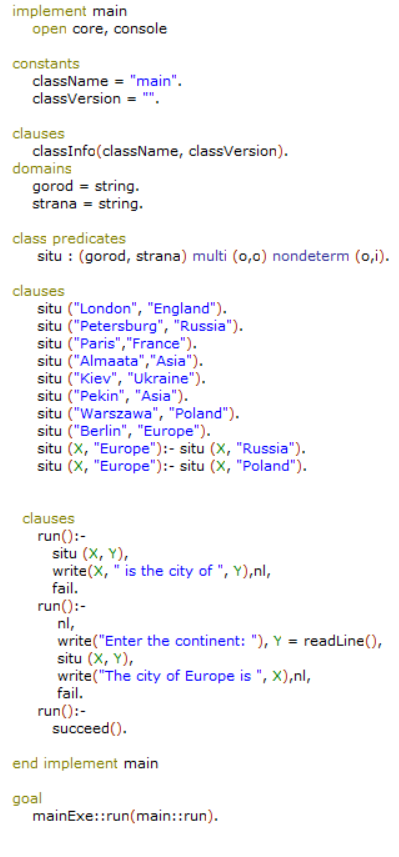 implement main
open core, console
constants
className = "main".
classVersion = "".
clauses
classInfo(className, classVersion).
domains
gorod = string.
strana = string.
class predicates
situ : (gorod, strana) multi (o,o) nondeterm (o,i).
clauses
situ ("London", "England").
situ ("Petersburg", "Russia").
situ ("Paris","France").
situ ("Almaata","Asia").
situ ("Kiev", "Ukraine").
situ ("Pekin", "Asia").
situ ("Warszawa", "Poland").
situ ("Berlin", "Europe").
situ (X, "Europe"):- situ (X, "Russia").
situ (X, "Europe"):- situ (X, "Poland").
clauses
run():-
situ (X, Y),
write(X, " is the city of ", Y),nl,
fail.
run():-
nl,
write("Enter the continent: "), Y = readLine(),
situ (X, Y),
write("The city of Europe is ", X),nl,
fail.
run():-
succeed().
end implement main
goal
mainExe::run(main::run).